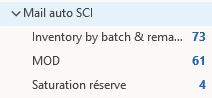 Mail auto SCI
Inventory by batch & rema... 73
MOD 61
Saturation réserve 4